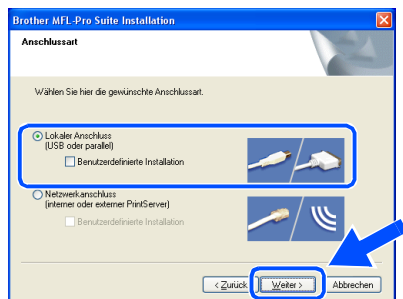 Brother MFL-Pro Suite Installation
Anschlussart
Wählen Sie hier die gewünschte Anschlussart.
Lokaler Anschluss
(USB oder parallel)
Benutzerdefinierte Installation
Netzwerkanschluss
(interner oder externer PrintServer)
Benutzerdefinierte Installation
< Zurück
Weiter >
Abbrechen